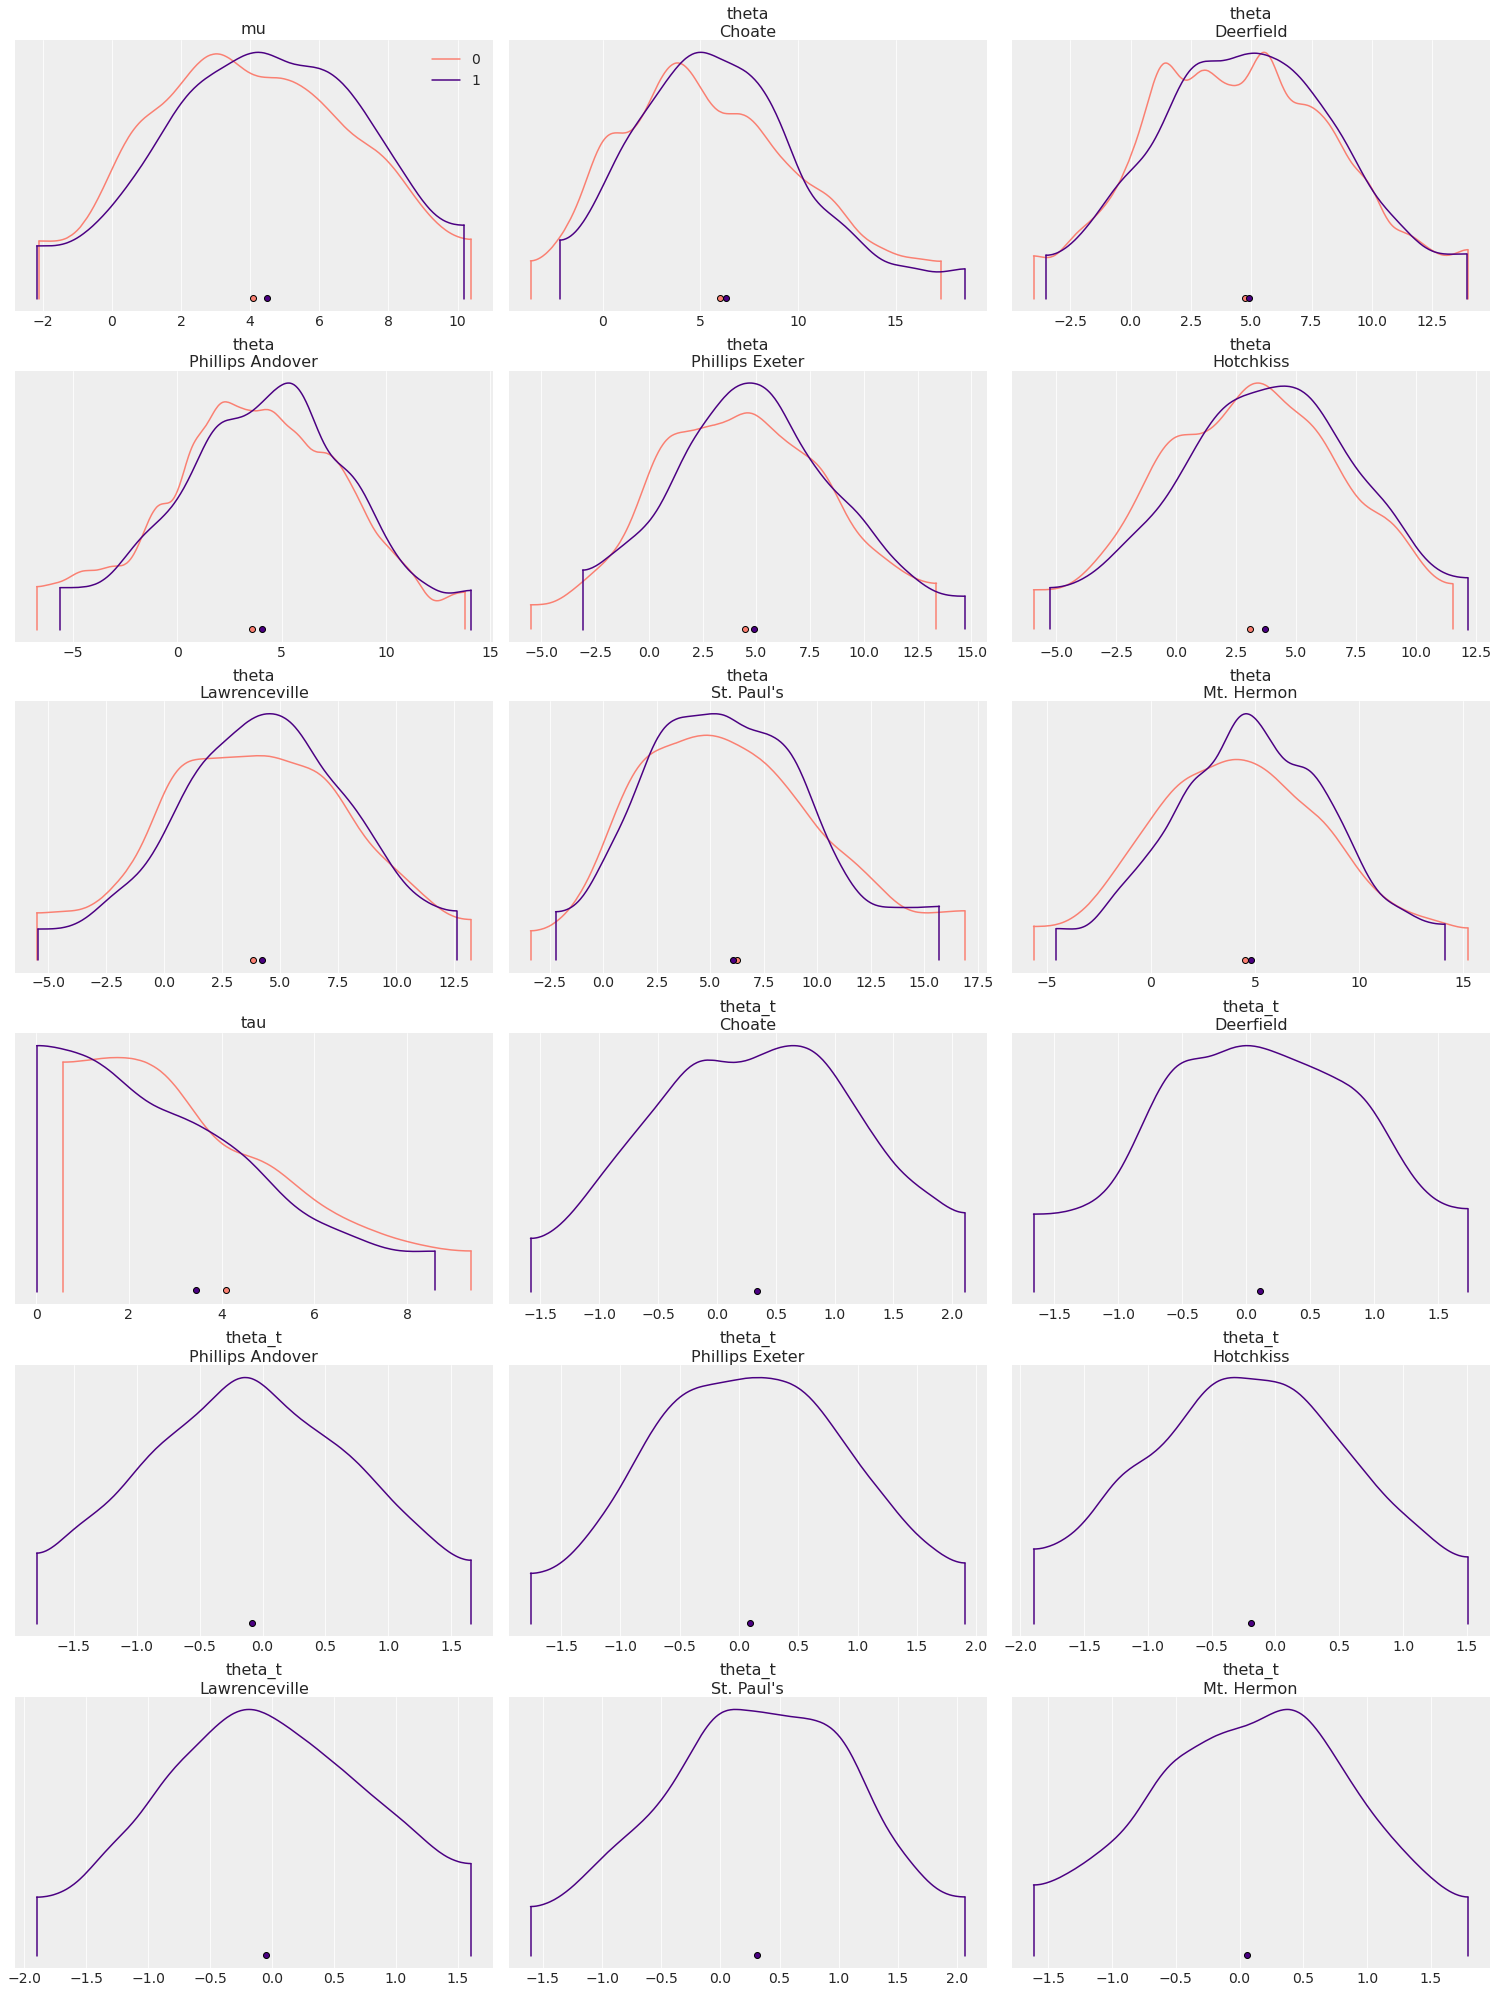 mu
0
1
−2 0 2 4 6 8 10
theta
Choate
0 5 10 15
theta
Deerfield
−2.5 0.0 2.5 5.0 7.5 10.0 12.5
theta
Phillips Andover
−5 0 5 10 15
theta
Phillips Exeter
−5.0 −2.5 0.0 2.5 5.0 7.5 10.0 12.5 15.0
theta
Hotchkiss
−5.0 −2.5 0.0 2.5 5.0 7.5 10.0 12.5
theta
Lawrenceville
−5.0 −2.5 0.0 2.5 5.0 7.5 10.0 12.5
theta
St. Paul's
−2.5 0.0 2.5 5.0 7.5 10.0 12.5 15.0 17.5
theta
Mt. Hermon
−5 0 5 10 15
tau
0 2 4 6 8
theta_t
Choate
−1.5 −1.0 −0.5 0.0 0.5 1.0 1.5 2.0
theta_t
Deerfield
−1.5 −1.0 −0.5 0.0 0.5 1.0 1.5
theta_t
Phillips Andover
−1.5 −1.0 −0.5 0.0 0.5 1.0 1.5
theta_t
Phillips Exeter
−1.5 −1.0 −0.5 0.0 0.5 1.0 1.5 2.0
theta_t
Hotchkiss
−2.0 −1.5 −1.0 −0.5 0.0 0.5 1.0 1.5
theta_t
Lawrenceville
−2.0 −1.5 −1.0 −0.5 0.0 0.5 1.0 1.5
theta_t
St. Paul's
−1.5 −1.0 −0.5 0.0 0.5 1.0 1.5 2.0
theta_t
Mt. Hermon
−1.5 −1.0 −0.5 0.0 0.5 1.0 1.5